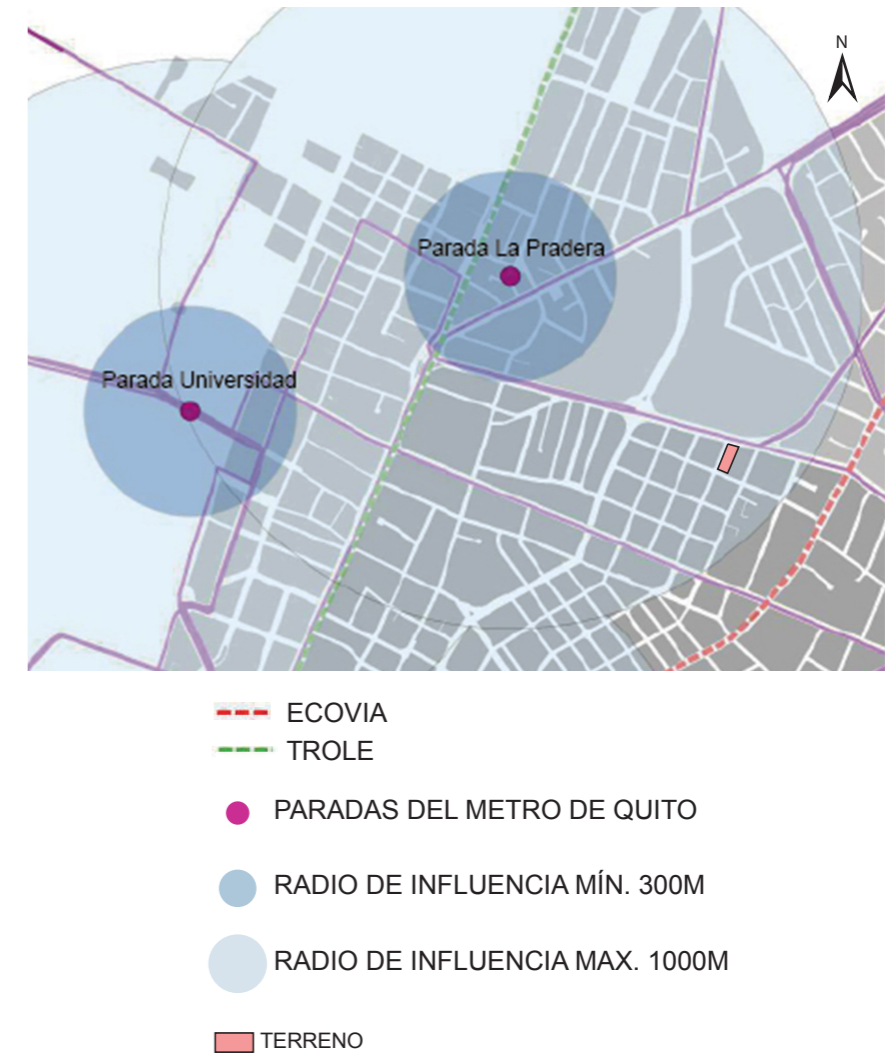 N
Parada La Pradera
Parada Universidad
ECOVIA
TROLE
PARADAS DEL METRO DE QUITO
RADIO DE INFLUENCIA MÍN. 300M
RADIO DE INFLUENCIA MAX. 1000M
TERRENO